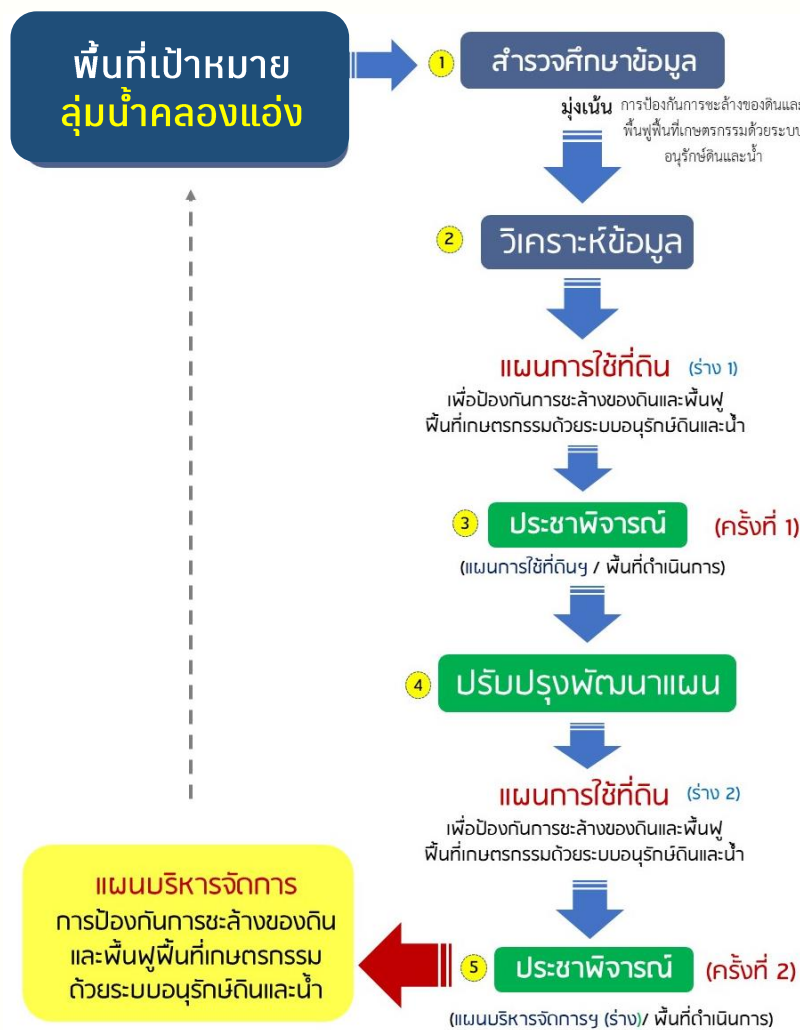 พื้นที่เป้าหมาย
ลุ่มน้ำคลองแอ่ง
1 สำรวจศึกษาข้อมูล
มุ่งเน้น การป้องกันการชะล้างของดินและ
ฟื้นฟูพื้นที่เกษตรกรรมด้วยระบบ
อนุรักษ์ดินและน้ำ
2 วิเคราะห์ข้อมูล
แผนการใช้ที่ดิน (ร่าง 1)
เพื่อป้องกันการชะล้างของดินและฟื้นฟู
พื้นที่เกษตรกรรมด้วยระบบอนุรักษ์ดินและน้ำ
3 ประชาพิจารณ์ (ครั้งที่ 1)
(แผนการใช้ที่ดินฯ / พื้นที่ดำเนินการ)
4 ปรับปรุงพัฒนาแผน
แผนการใช้ที่ดิน (ร่าง 2)
เพื่อป้องกันการชะล้างของดินและฟื้นฟู
พื้นที่เกษตรกรรมด้วยระบบอนุรักษ์ดินและน้ำ
5 ประชาพิจารณ์ (ครั้งที่ 2)
(แผนบริหารจัดการฯ (ร่าง)/ พื้นที่ดำเนินการ)
แผนบริหารจัดการ
การป้องกันการชะล้างของดิน
และฟื้นฟูพื้นที่เกษตรกรรม
ด้วยระบบอนุรักษ์ดินและน้ำ